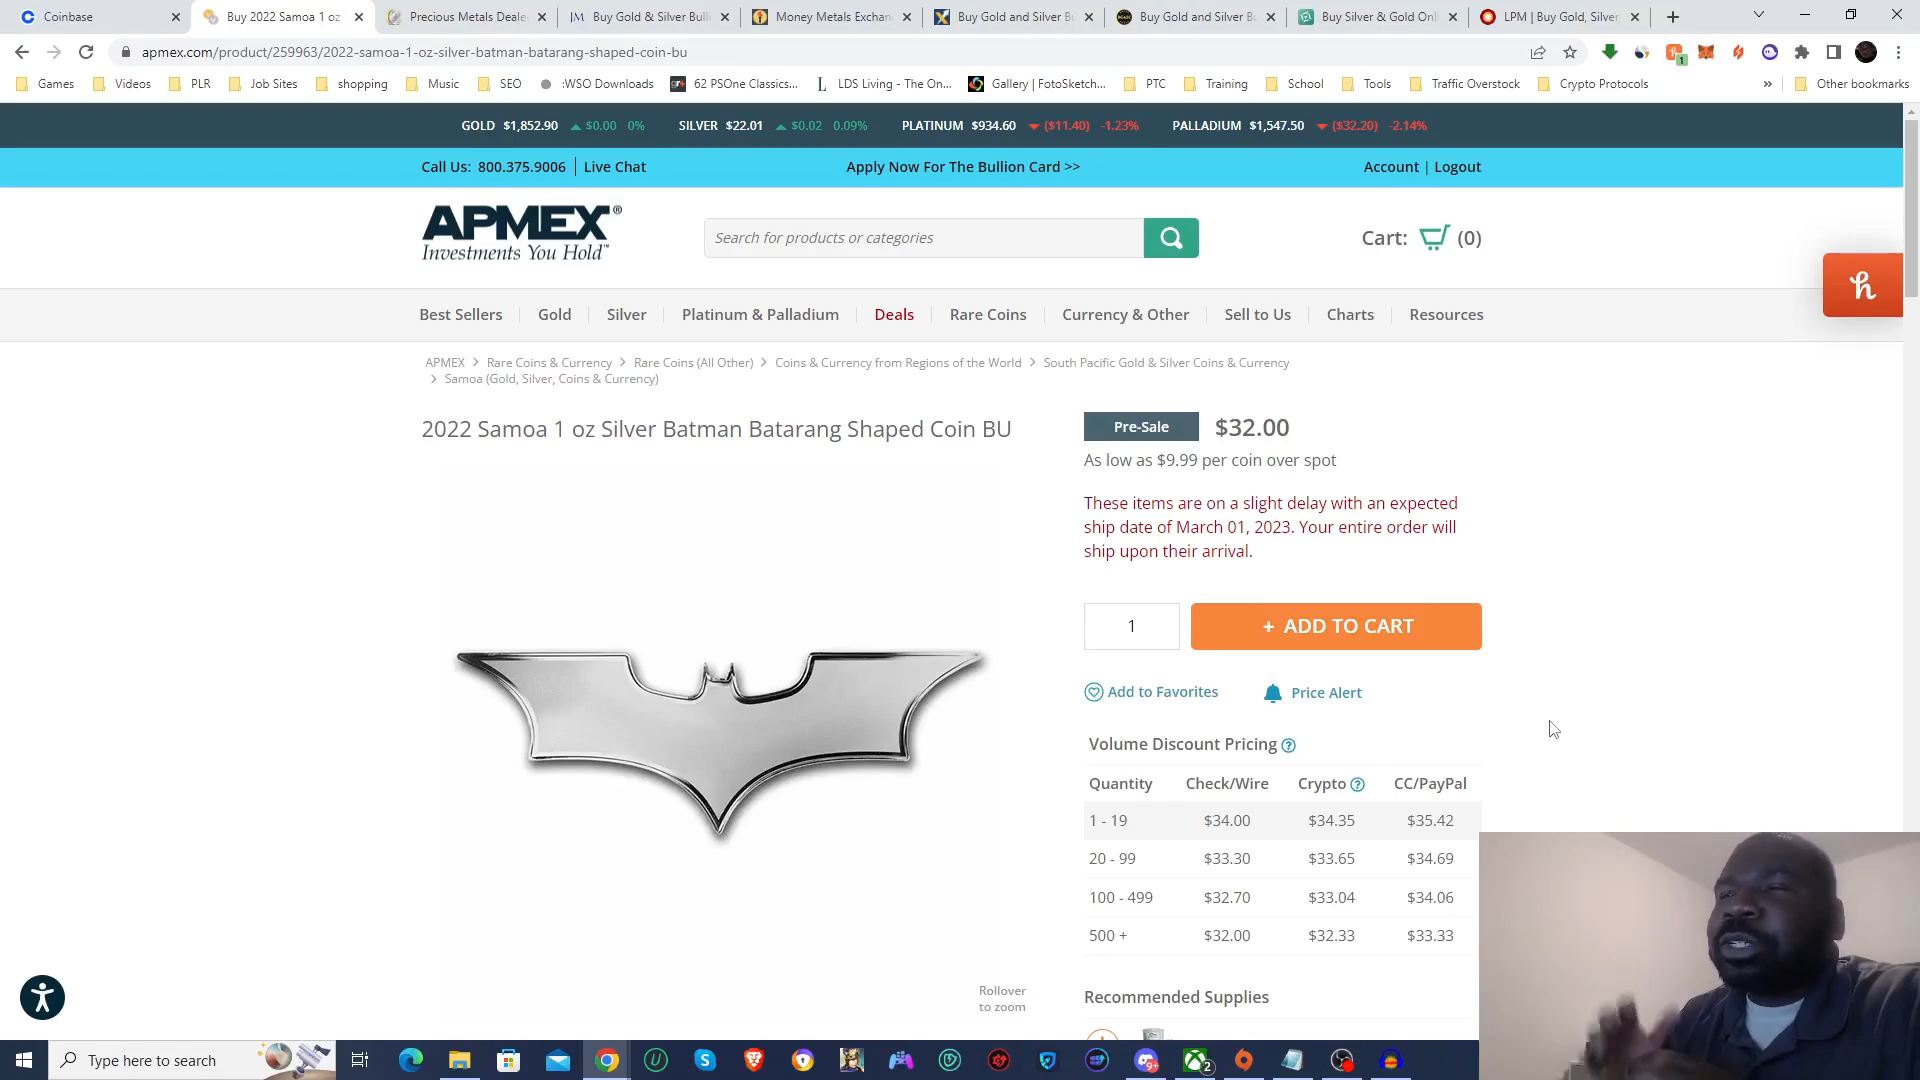 Coinbase
Buy 2022 Samoa 1 oz
Precious Metals Deale
JM Buy Gold & Silver Bulli
Money Metals Exchan
Buy Gold and Silver Bu
Buy Gold and Silver Bu
Buy Silver & Gold Onl
LPM | Buy Gold, Silver,
apmex.com/product/259963/2022-samoa-1-oz-silver-batman-batarang-shaped-coin-bu
1
Games
Videos
PLR
Job Sites
shopping
Music
SEO
:WSO Downloads
62 PSOne Classics...
LDS Living - The On...
Gallery | FotoSketch...
PTC
Training
School
Tools
Traffic Overstock
Crypto Protocols
»
Other bookmarks
GOLD $1,852.90 $0.00 0%
SILVER $22.01 $0.02 0.09%
PLATINUM $934.60 ($11.40) -1.23%
PALLADIUM $1,547.50 ($32.20) -2.14%
Call Us: 800.375.9006 | Live Chat
Apply Now For The Bullion Card >>
Account | Logout
APMEX®
Investments You Hold™
Search for products or categories
Cart: (0)
h
Best Sellers
Gold
Silver
Platinum & Palladium
Deals
Rare Coins
Currency & Other
Sell to Us
Charts
Resources
APMEX > Rare Coins & Currency > Rare Coins (All Other) > Coins & Currency from Regions of the World > South Pacific Gold & Silver Coins & Currency
> Samoa (Gold, Silver, Coins & Currency)
2022 Samoa 1 oz Silver Batman Batarang Shaped Coin BU
Pre-Sale $32.00
As low as $9.99 per coin over spot
These items are on a slight delay with an expected
ship date of March 01, 2023. Your entire order will
ship upon their arrival.
1
+ ADD TO CART
Add to Favorites
Price Alert
Volume Discount Pricing ?
Quantity Check/Wire Crypto ? CC/PayPal
1 - 19 $34.00 $34.35 $35.42
20 - 99 $33.30 $33.65 $34.69
100 - 499 $32.70 $33.04 $34.06
500 + $32.00 $32.33 $33.33
Rollover
to zoom
Recommended Supplies
Type here to search
9+
2